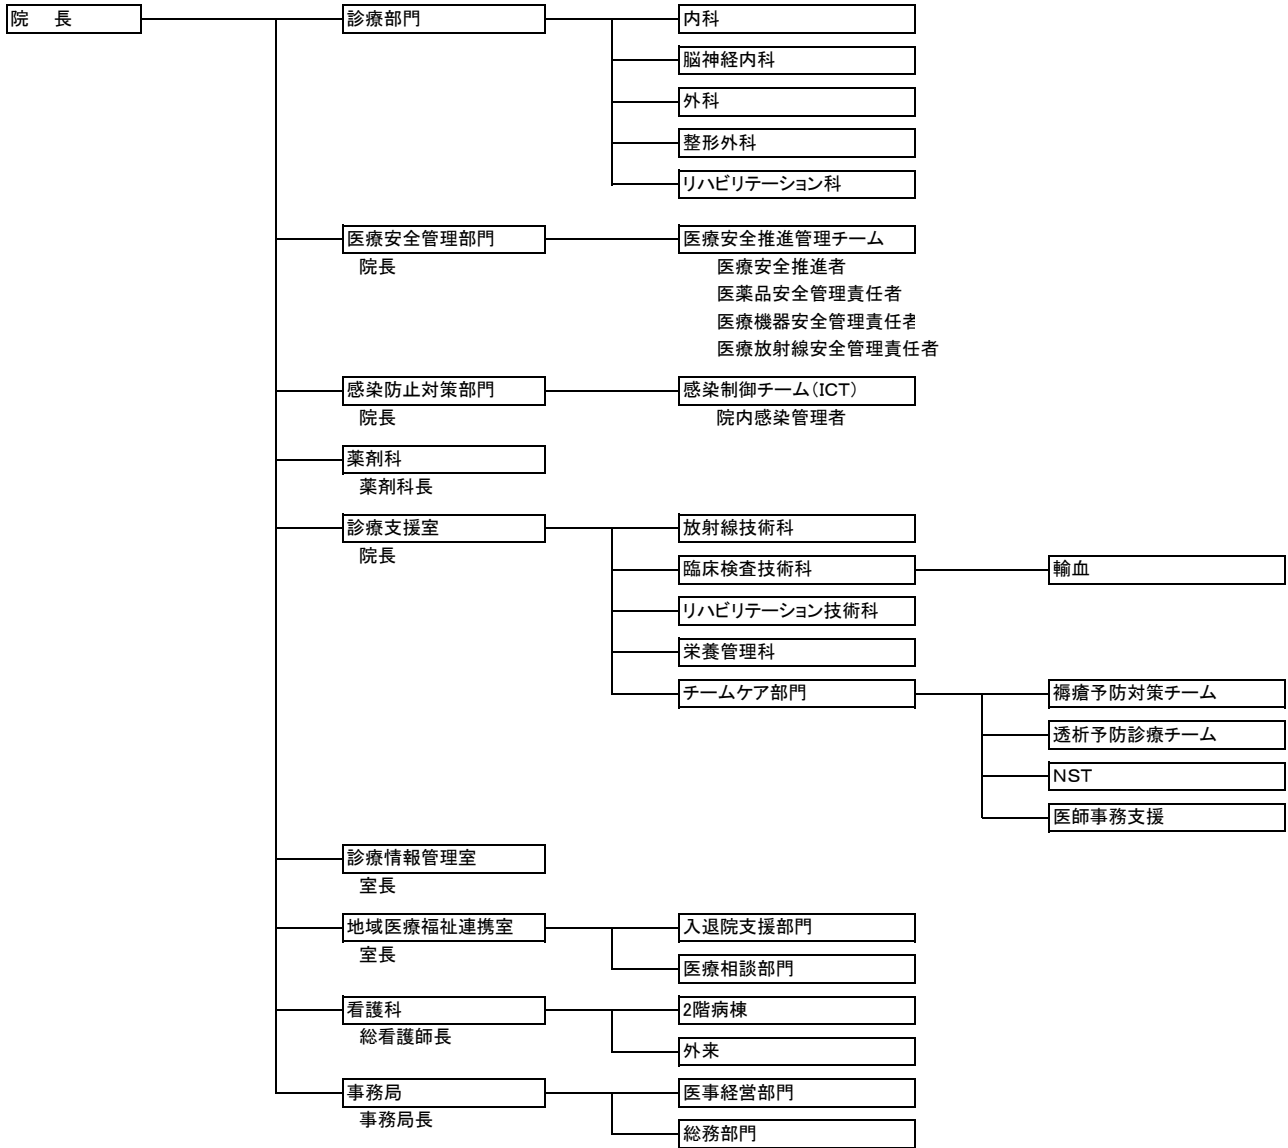 院　長
診療部門
内科
脳神経内科
外科
整形外科
リハビリテーション科
医療安全管理部門
医療安全推進管理チーム
院長
医療安全推進者
医薬品安全管理責任者
医療機器安全管理責任者
医療放射線安全管理責任者
感染防止対策部門
感染制御チーム（ICT）
院長
院内感染管理者
薬剤科
薬剤科長
診療支援室
放射線技術科
院長
臨床検査技術科
輸血
リハビリテーション技術科
栄養管理科
チームケア部門
褥瘡予防対策チーム
透析予防診療チーム
NST
医師事務支援
診療情報管理室
室長
地域医療福祉連携室
入退院支援部門
室長
医療相談部門
看護科
2階病棟
総看護師長
外来
事務局
医事経営部門
事務局長
総務部門